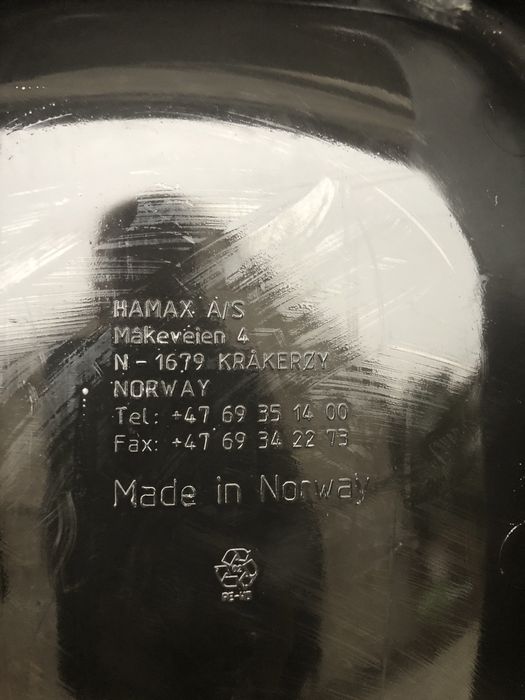 HAMAX A/S
Måkeveien 4
N - 1679 KRÅKERØY
NORWAY
Tel: +47 69 35 14 00
Fax: +47 69 34 22 73
Made in Norway
02
PE-HD